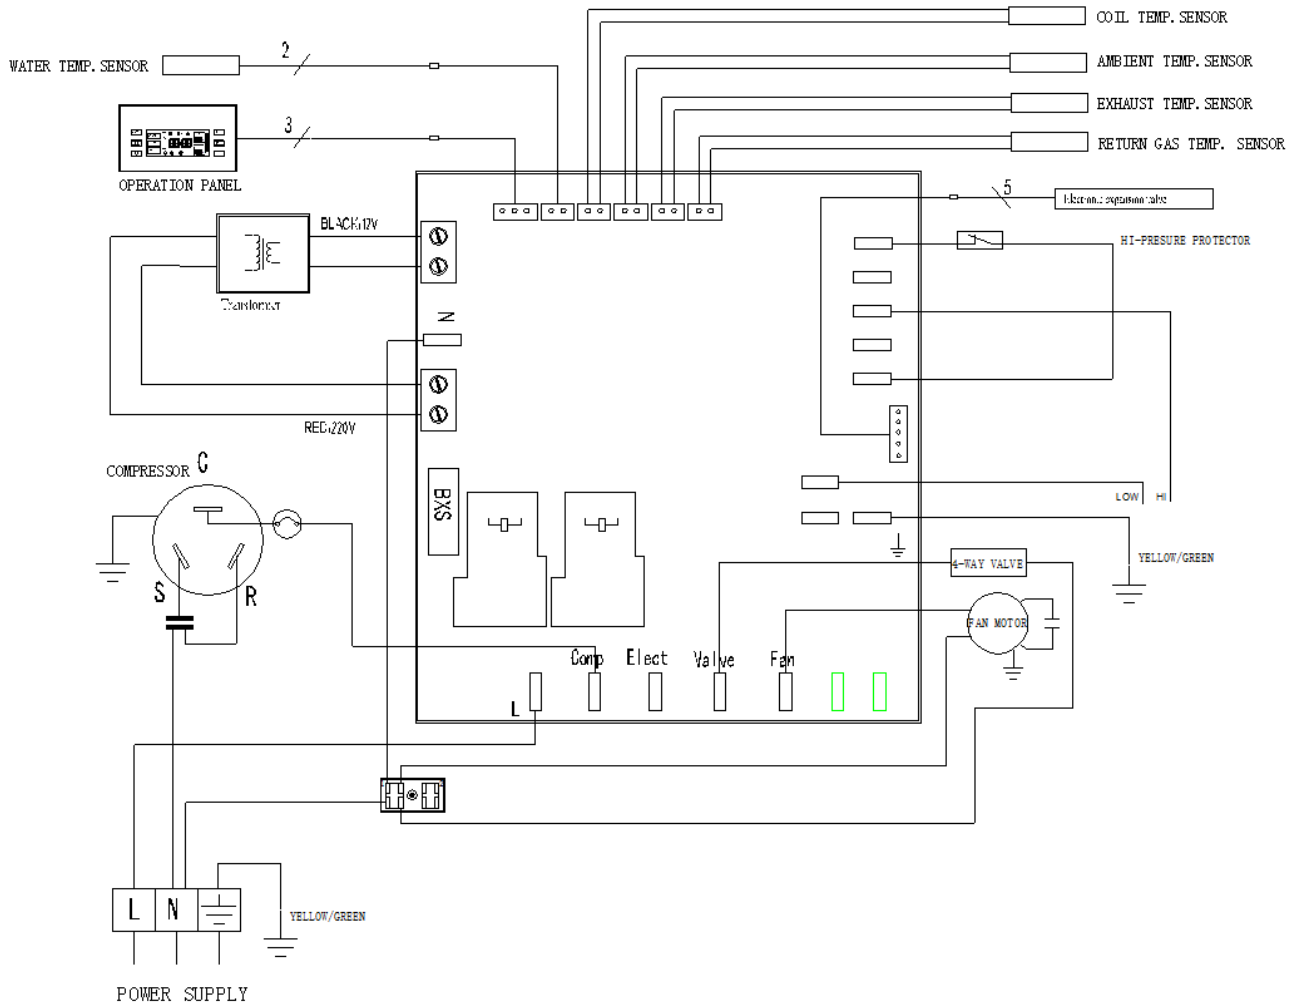 COIL TEMP. SENSOR
2
WATER TEMP. SENSOR
AMBIENT TEMP. SENSOR
EXHAUST TEMP. SENSOR
3
RETURN GAS TEMP. SENSOR
OPERATION PANEL
5
Electronic expansion valve
BLACK:12V
HI-PRESURE PROTECTOR
Transformer
N
RED:220V
COMPRESSOR C
BXS
LOW HI
YELLOW/GREEN
4-WAY VALVE
S R
FAN MOTOR
Comp Elect Valve Fan
L
L N
YELLOW/GREEN
POWER SUPPLY